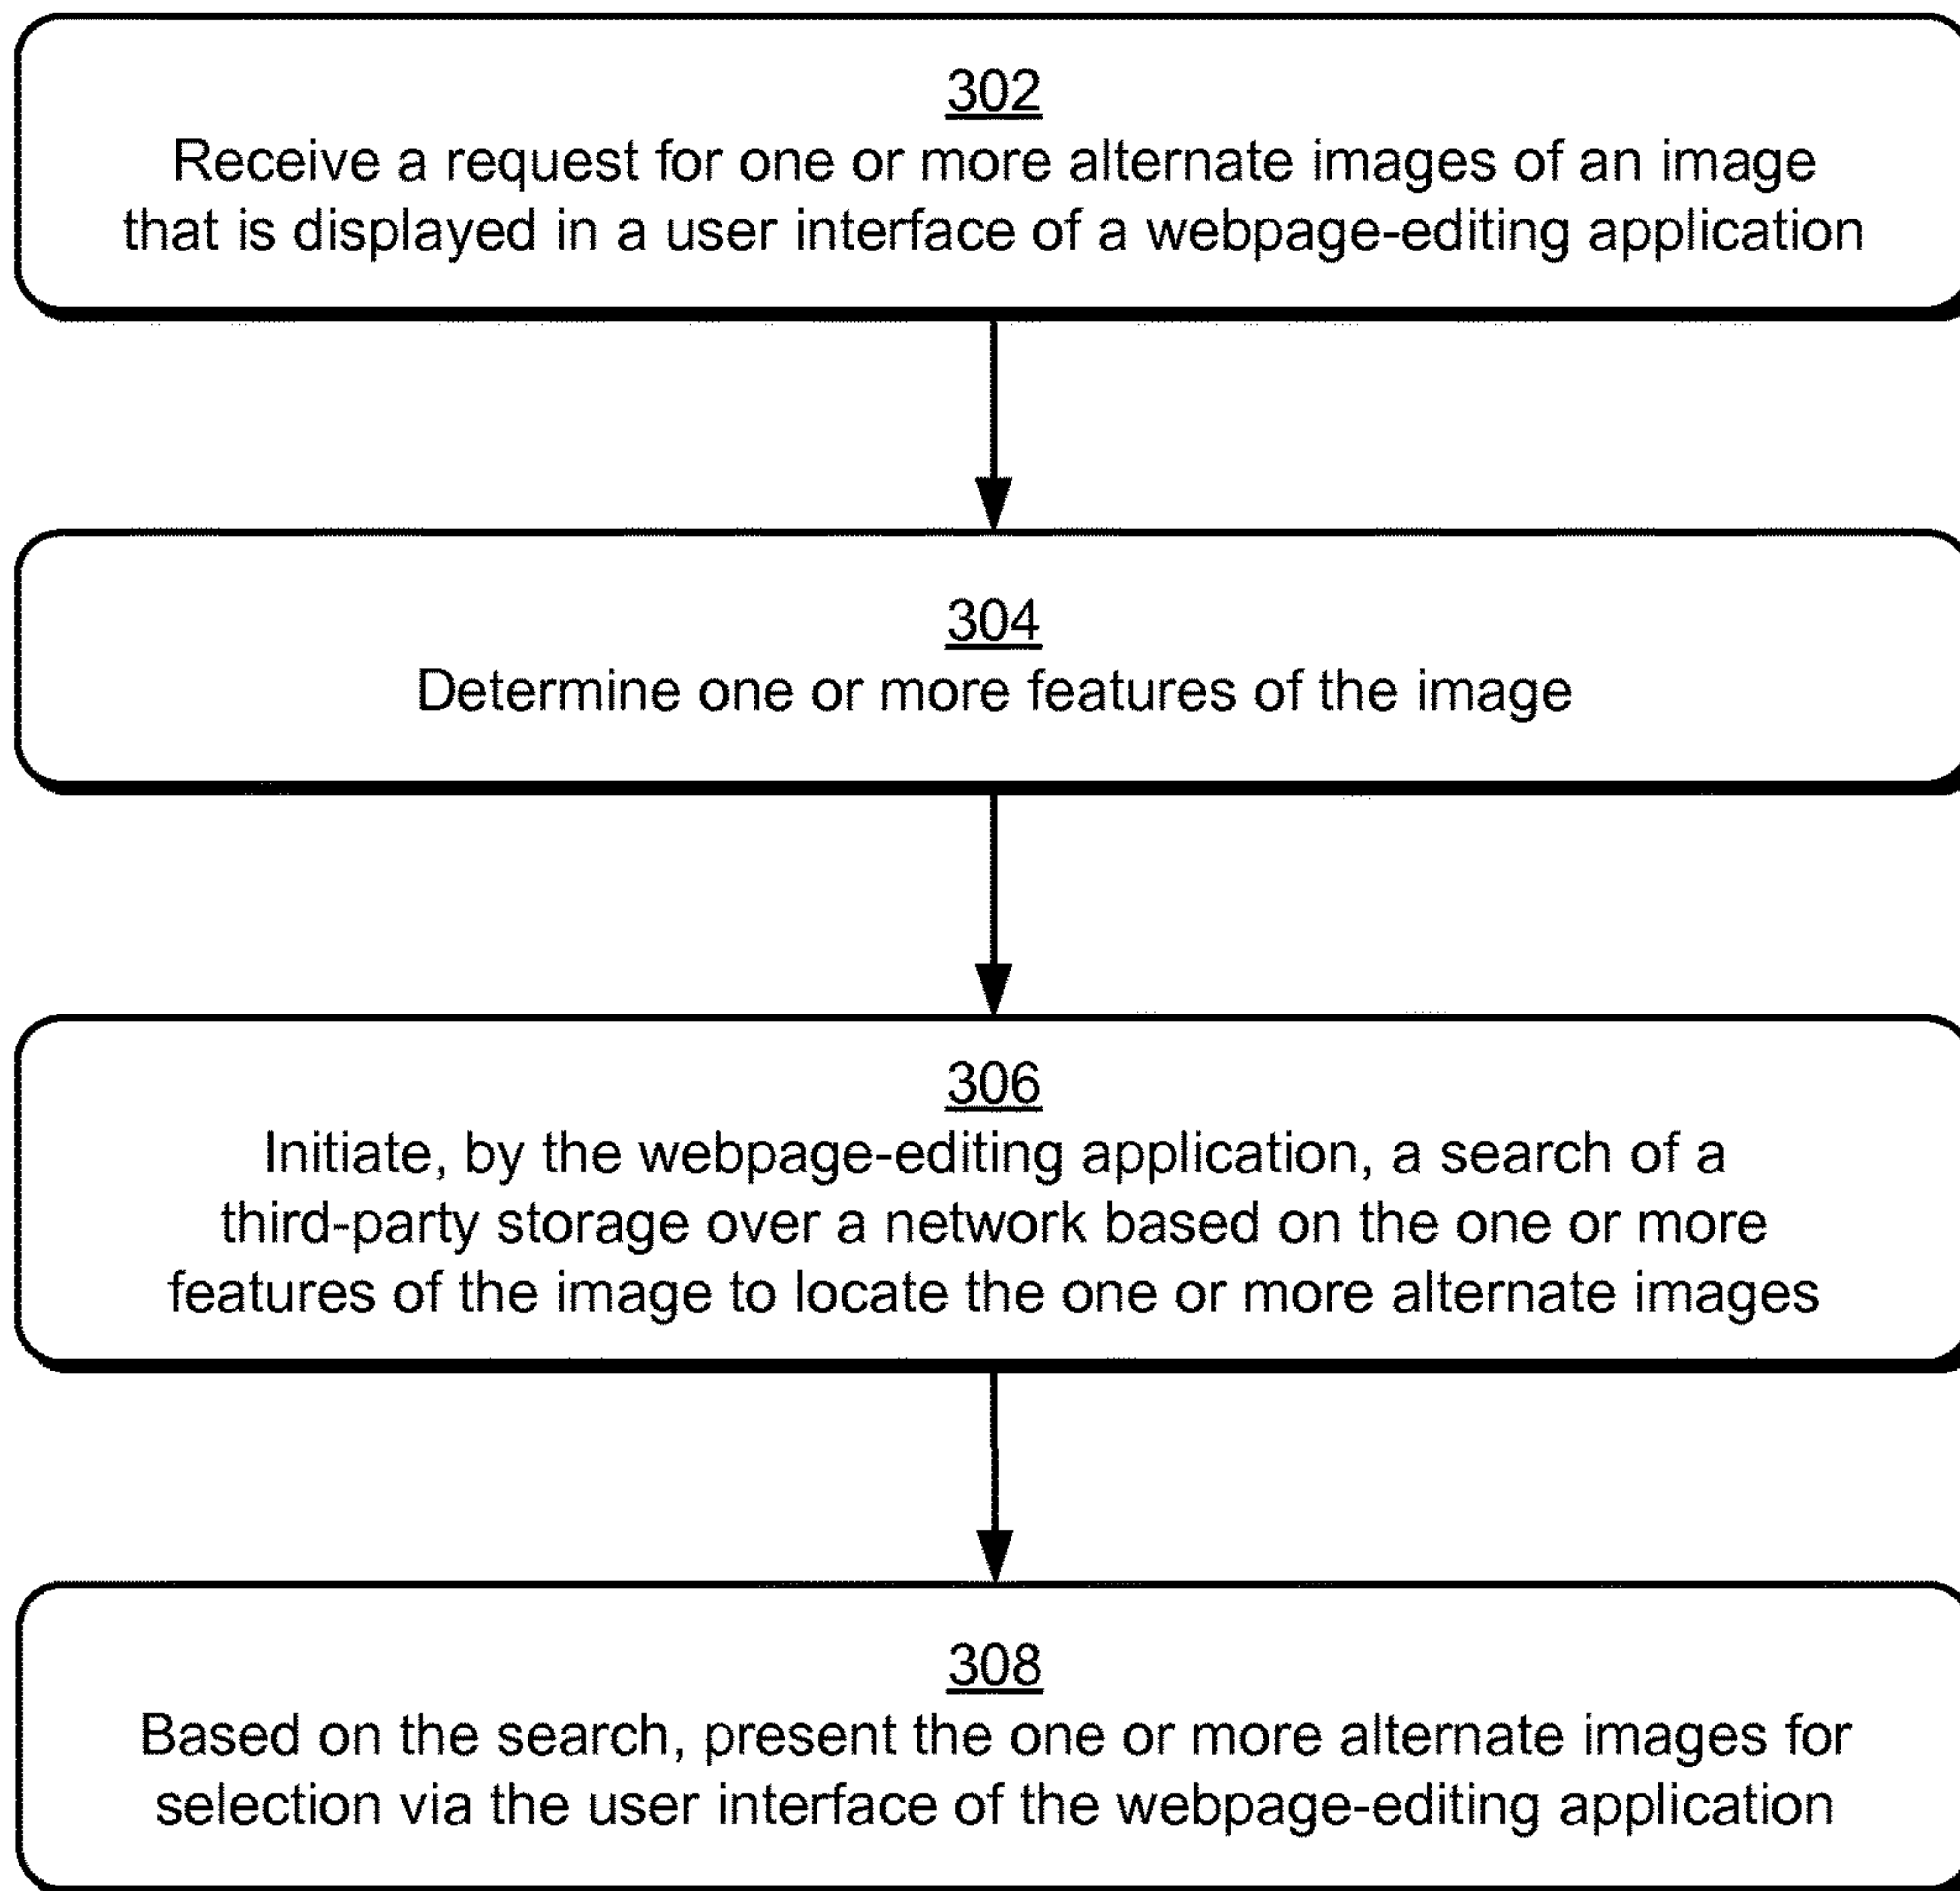 302
Receive a request for one or more alternate images of an image
that is displayed in a user interface of a webpage-editing application
304
Determine one or more features of the image
306
Initiate, by the webpage-editing application, a search of a
third-party storage over a network based on the one or more
features of the image to locate the one or more alternate images
308
Based on the search, present the one or more alternate images for
selection via the user interface of the webpage-editing application